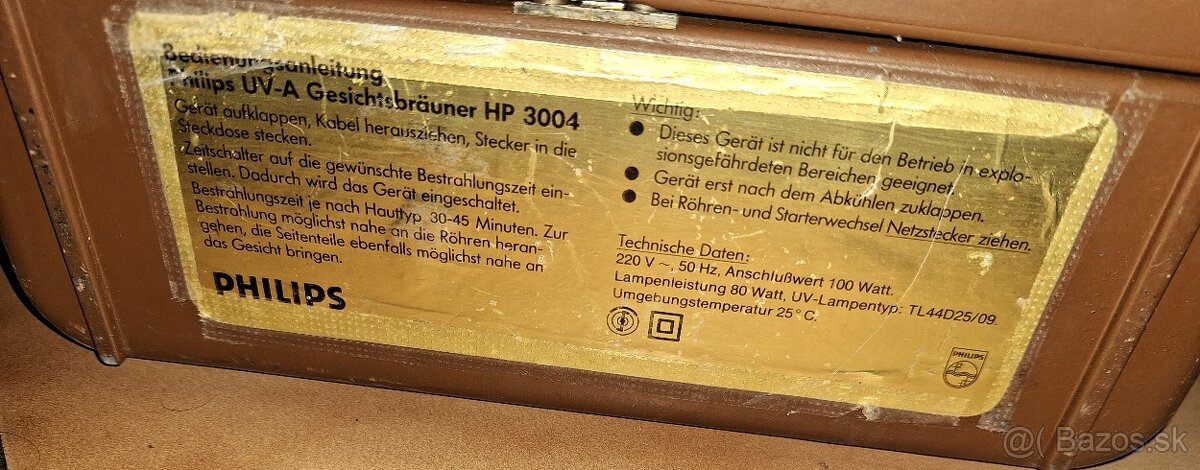 Bedienungsanleitung
Philips UV-A Gesichtsbräuner HP 3004
Gerät aufklappen, Kabel herausziehen, Stecker in die
Steckdose stecken.
Zeitschalter auf die gewünschte Bestrahlungszeit ein-
stellen. Dadurch wird das Gerät eingeschaltet.
Bestrahlungszeit je nach Hauttyp 30-45 Minuten. Zur
Bestrahlung möglichst nahe an die Röhren heran-
gehen, die Seitenteile ebenfalls möglichst nahe an
das Gesicht bringen.
PHILIPS
Wichtig:
● Dieses Gerät ist nicht für den Betrieb in explo-
sionsgefährdeten Bereichen geeignet.
● Gerät erst nach dem Abkühlen zuklappen.
● Bei Röhren- und Starterwechsel Netzstecker ziehen.
Technische Daten:
220 V ~, 50 Hz, Anschlußwert 100 Watt.
Lampenleistung 80 Watt, UV-Lampentyp: TL44D25/09.
Umgebungstemperatur 25° C.
PHILIPS
@( Bazos.sk